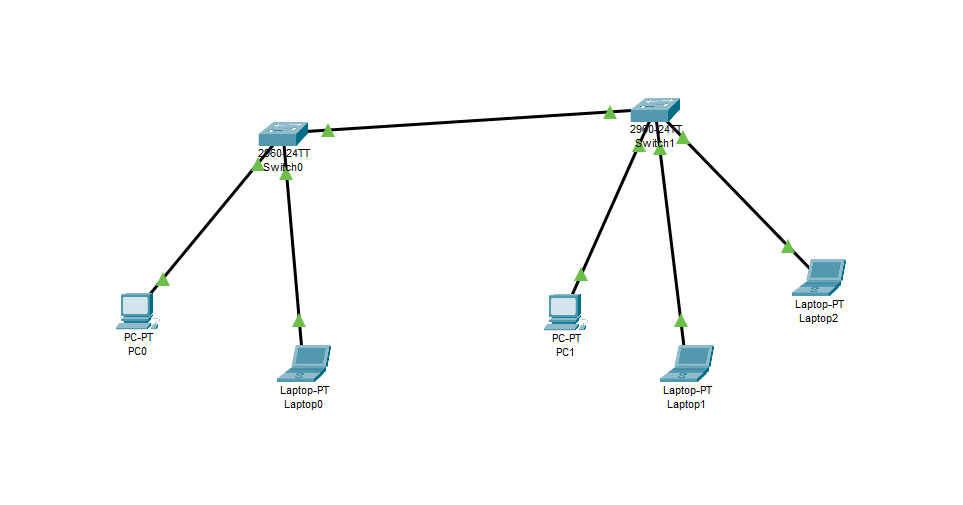 2960-24TT
Switch0
2960-24TT
Switch1
PC-PT
PC0
Laptop-PT
Laptop0
PC-PT
PC1
Laptop-PT
Laptop1
Laptop-PT
Laptop2